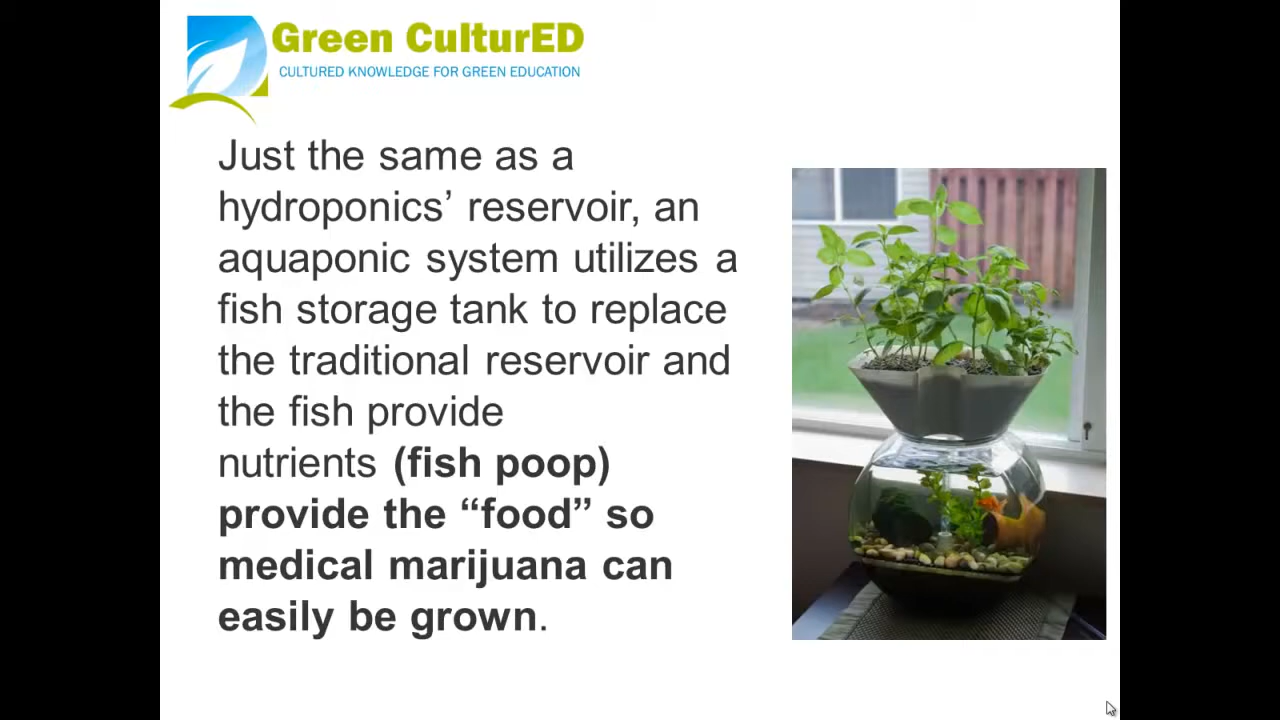 Green CulturED
CULTURED KNOWLEDGE FOR GREEN EDUCATION
Just the same as a
hydroponics’ reservoir, an
aquaponic system utilizes a
fish storage tank to replace
the traditional reservoir and
the fish provide
nutrients (fish poop)
provide the “food” so
medical marijuana can
easily be grown.